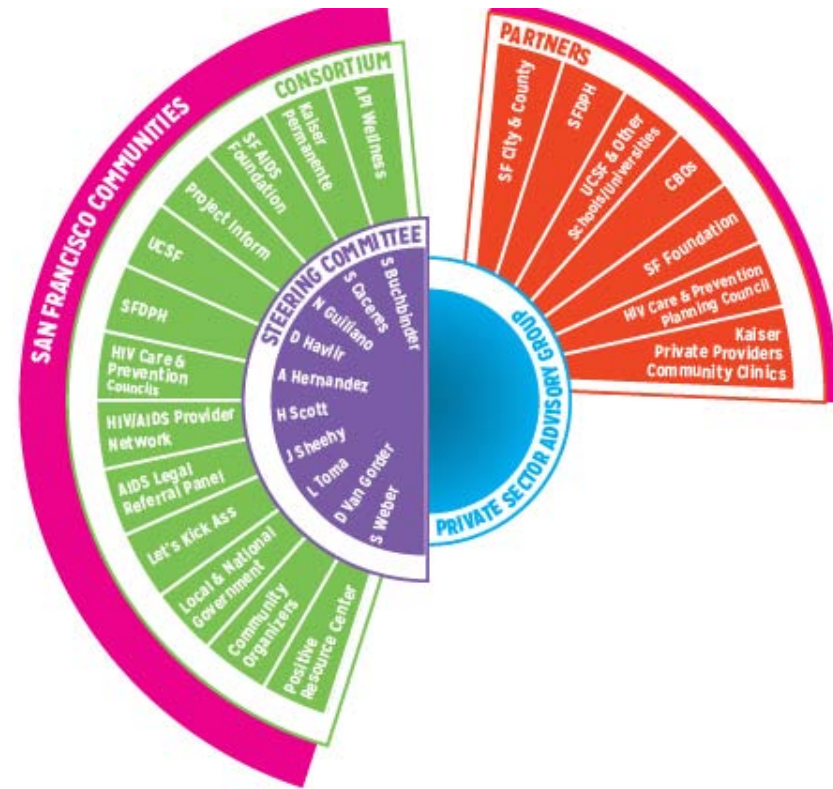 SAN FRANCISCO COMMUNITIES
CONSORTIUM
API Wellness
Kaiser
Permanente
SF AIDS
Foundation
Project Inform
UCSF
SFDPH
HIV Care &
Prevention
Councils
HIV/AIDS Provider
Network
AIDS Legal
Referral Panel
Let's Kick Ass
Local & National
Government
Community
Organizers
Positive
Resource Center
STEERING COMMITTEE
S Buchbinder
S Caceres
N Guiliano
D Havlir
A Hernandez
H Scott
J Sheehy
L Toma
D Van Gorder
S Weber
PRIVATE SECTOR ADVISORY GROUP
PARTNERS
SF City & County
SFDPH
UCSF & Other
Schools/Universities
CBOs
SF Foundation
HIV Care & Prevention
Planning Council
Kaiser
Private Providers
Community Clinics